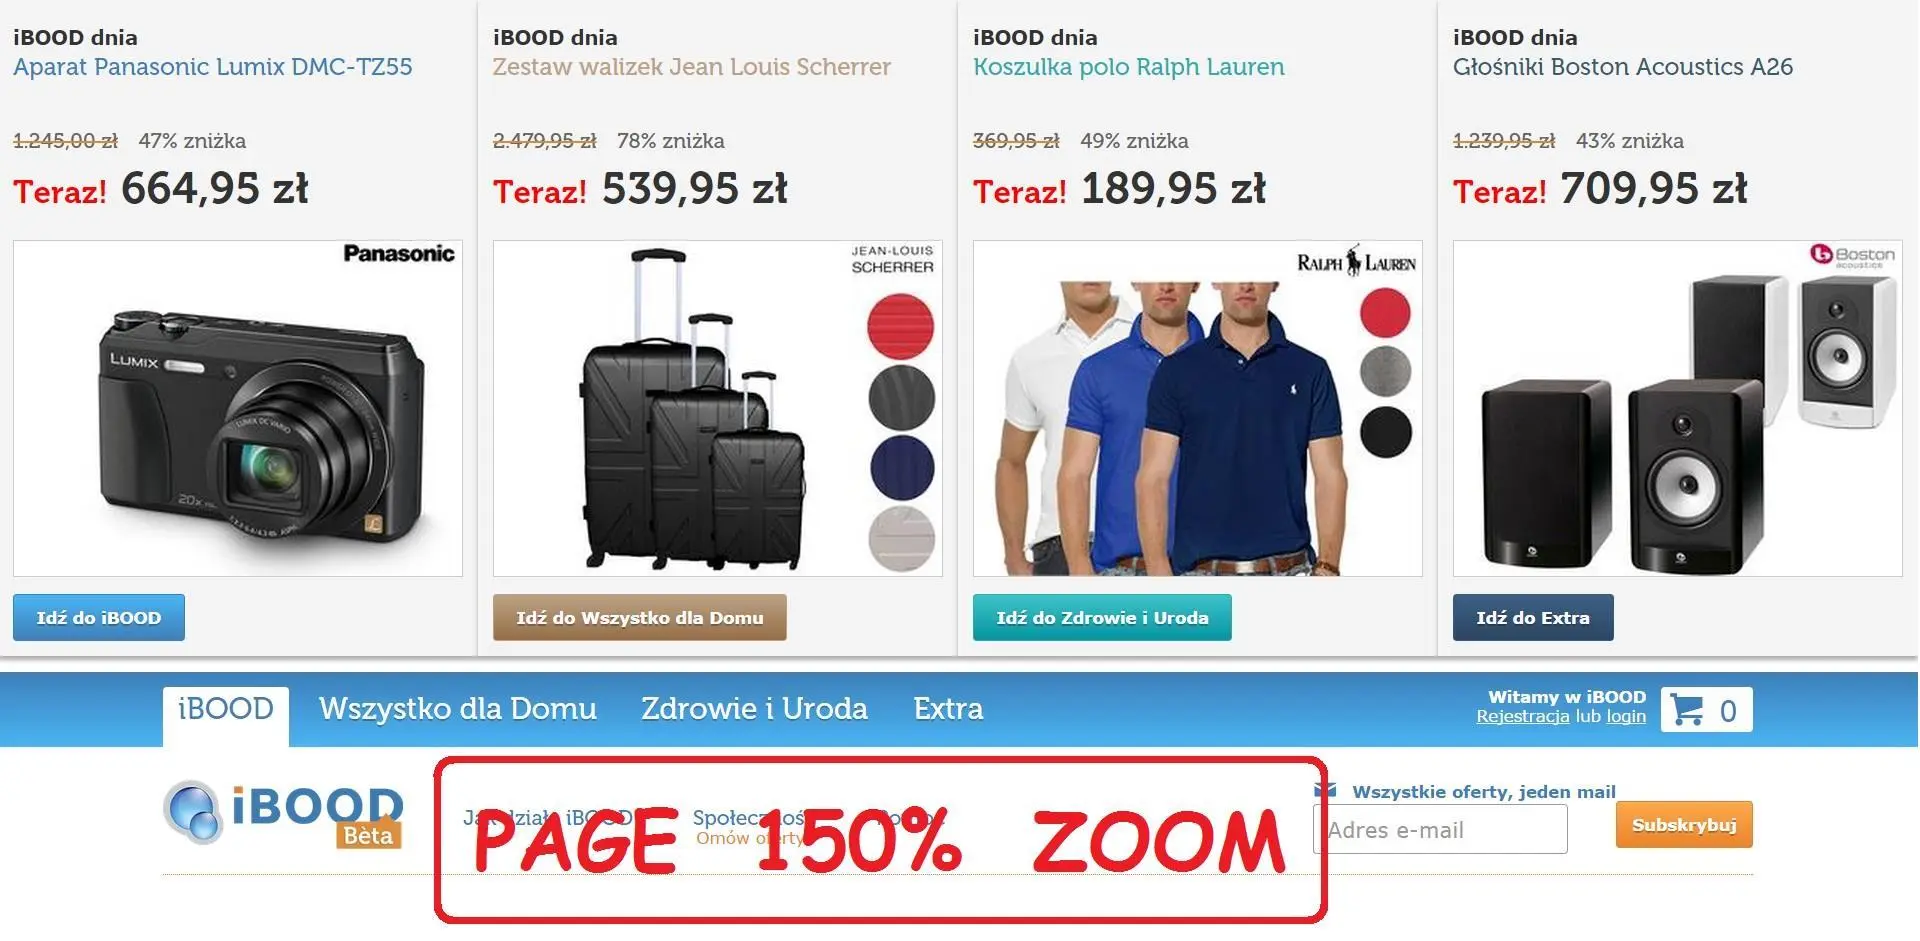 iBOOD dnia
Aparat Panasonic Lumix DMC-TZ55
1.245,00 zł 47% zniżka
Teraz! 664,95 zł
Panasonic
LUMIX
LUMIX DC VARIO
20x
L
Idź do iBOOD
iBOOD dnia
Zestaw walizek Jean Louis Scherrer
2.479,95 zł 78% zniżka
Teraz! 539,95 zł
JEAN-LOUIS
SCHERRER
Idź do Wszystko dla Domu
iBOOD dnia
Koszulka polo Ralph Lauren
369,95 zł 49% zniżka
Teraz! 189,95 zł
RALPH LAUREN
Idź do Zdrowie i Uroda
iBOOD dnia
Głośniki Boston Acoustics A26
1.239,95 zł 43% zniżka
Teraz! 709,95 zł
Boston
acoustics
Idź do Extra
iBOOD Wszystko dla Domu Zdrowie i Uroda Extra
Witamy w iBOOD
Rejestracja lub login
0
iBOOD
Bèta
Jak działa iBOOD Społeczność
Omów oferty
PAGE 150% ZOOM
Wszystkie oferty, jeden mail
Adres e-mail
Subskrybuj